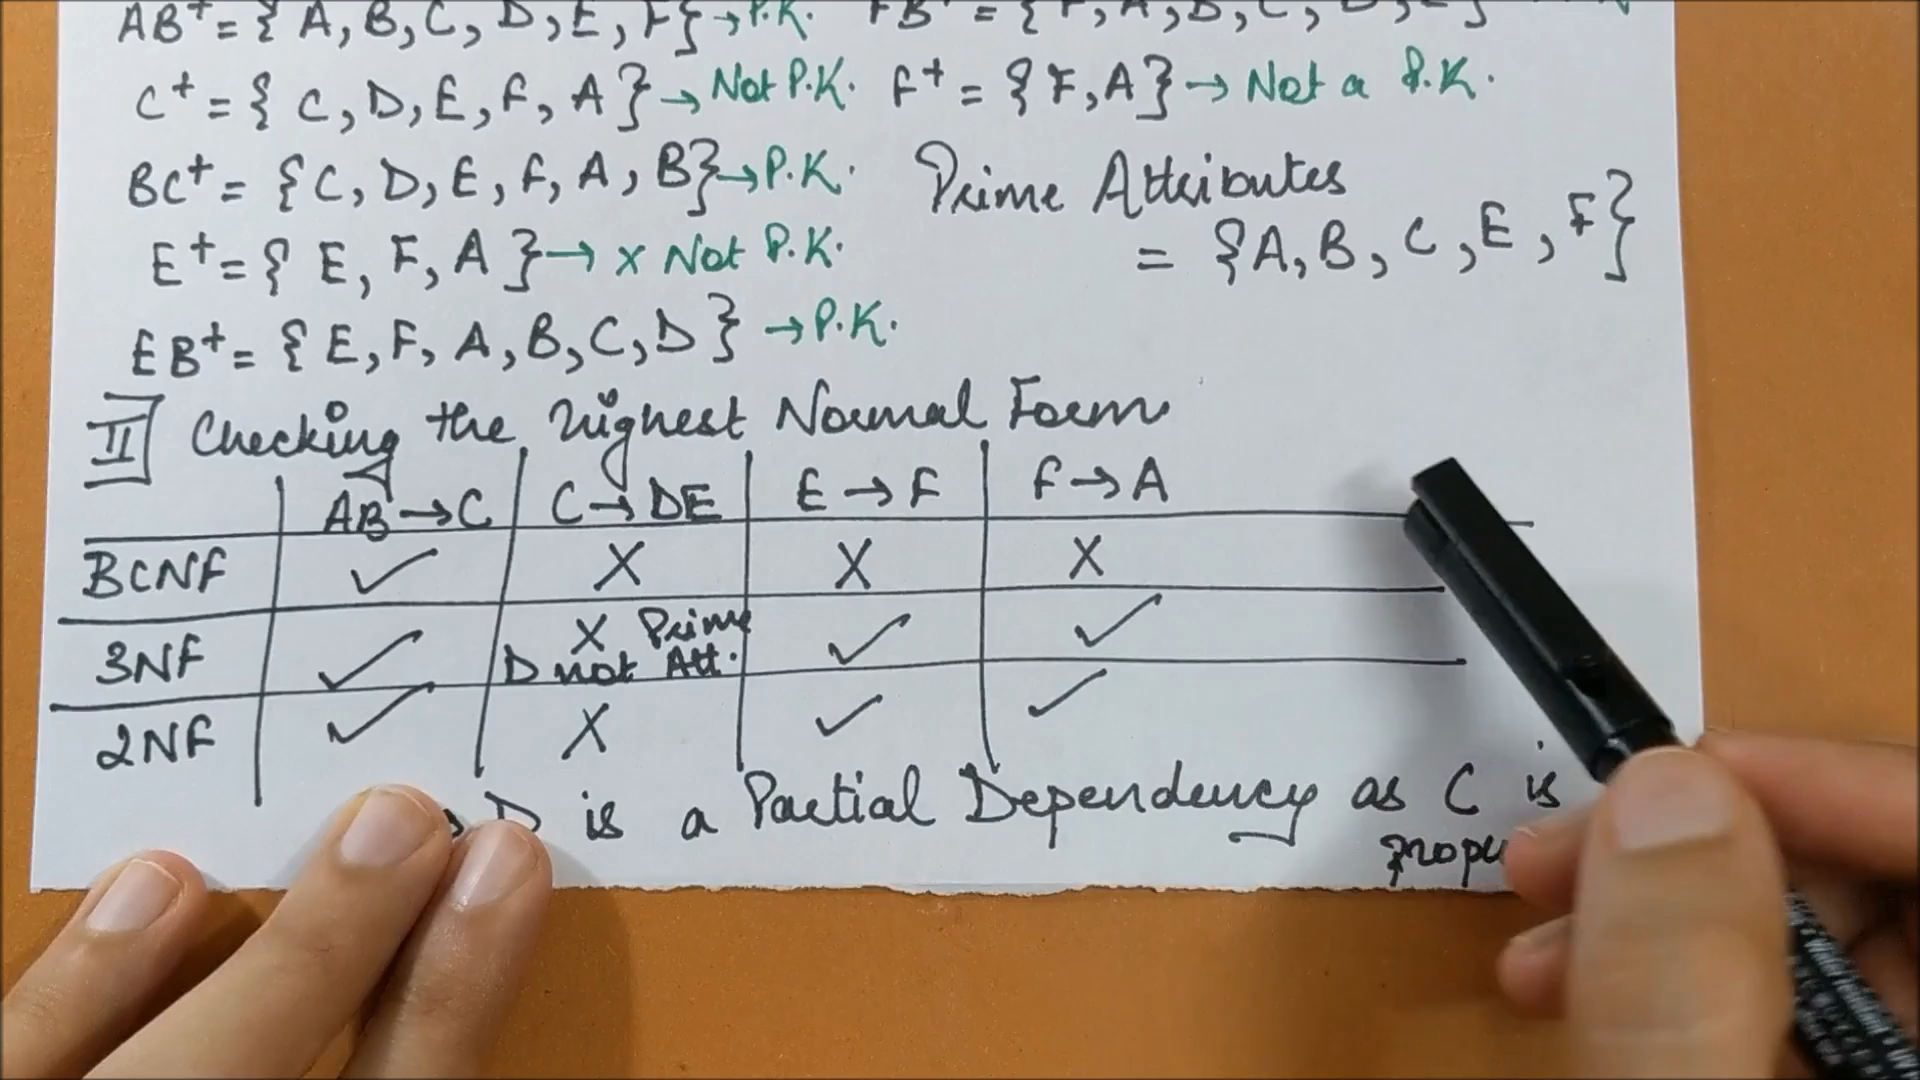 AB⁺ = { A, B, C, D, E, F} → P.K.
C⁺ = { C, D, E, F, A } → Not P.K. F⁺ = { F, A } → Not a P.K.
BC⁺ = { C, D, E, F, A, B} → P.K. Prime Attributes
E⁺ = { E, F, A } → x Not P.K. = { A, B, C, E, F}
EB⁺ = { E, F, A, B, C, D } → P.K.
II Checking the Highest Normal Form
AB → C C → DE E → F F → A
BCNF ✓ X X X
3NF ✓ X Prime ✓ ✓
D not Att.
2NF ✓ X ✓ ✓
D is a Partial Dependency as C is